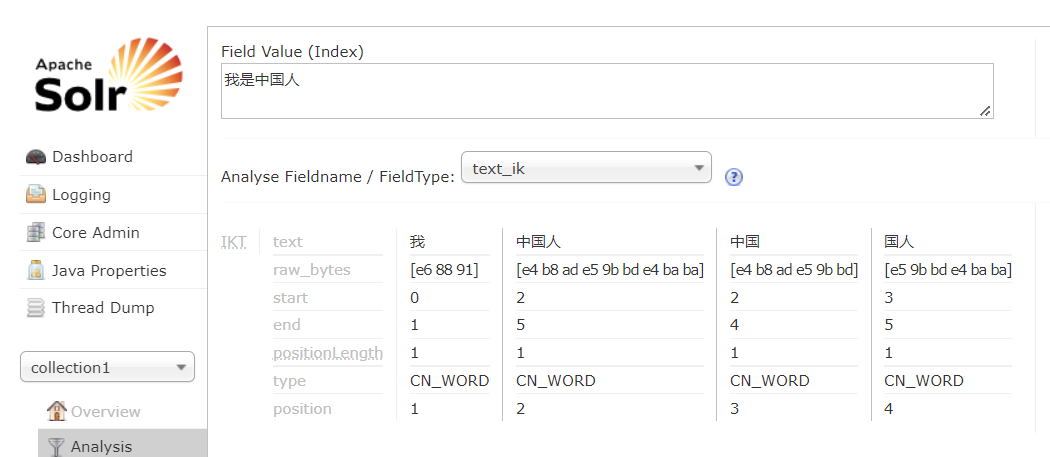 Apache
Solr
Dashboard
Logging
Core Admin
Java Properties
Thread Dump
collection1
Overview
Analysis
Field Value (Index)
我是中国人
Analyse Fieldname / FieldType: text_ik ?
IKT text 我 中国人 中国 国人
raw_bytes [e6 88 91] [e4 b8 ad e5 9b bd e4 ba ba] [e4 b8 ad e5 9b bd] [e5 9b bd e4 ba ba]
start 0 2 2 3
end 1 5 4 5
positionLength 1 1 1 1
type CN_WORD CN_WORD CN_WORD CN_WORD
position 1 2 3 4